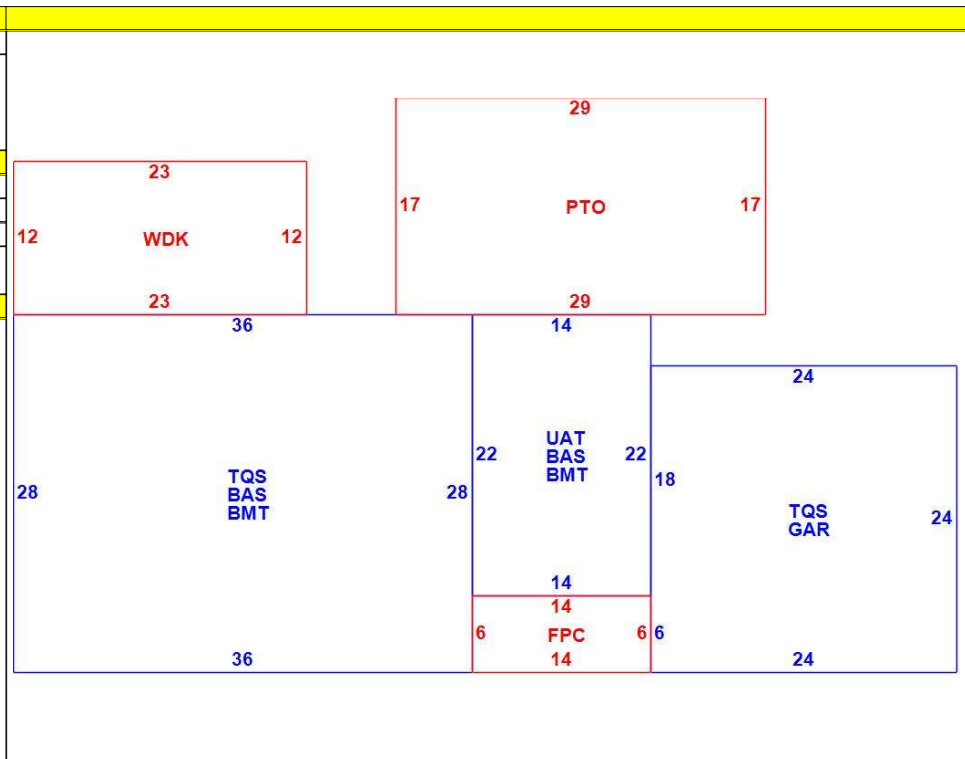 29
17 PTO 17
23
12 WDK 12
23
29
36
14
24
UAT
BAS
BMT
22 22
18
TQS
BAS
BMT
28 28
TQS
GAR
24
14
14
6 FPC 6 6
14
36
24